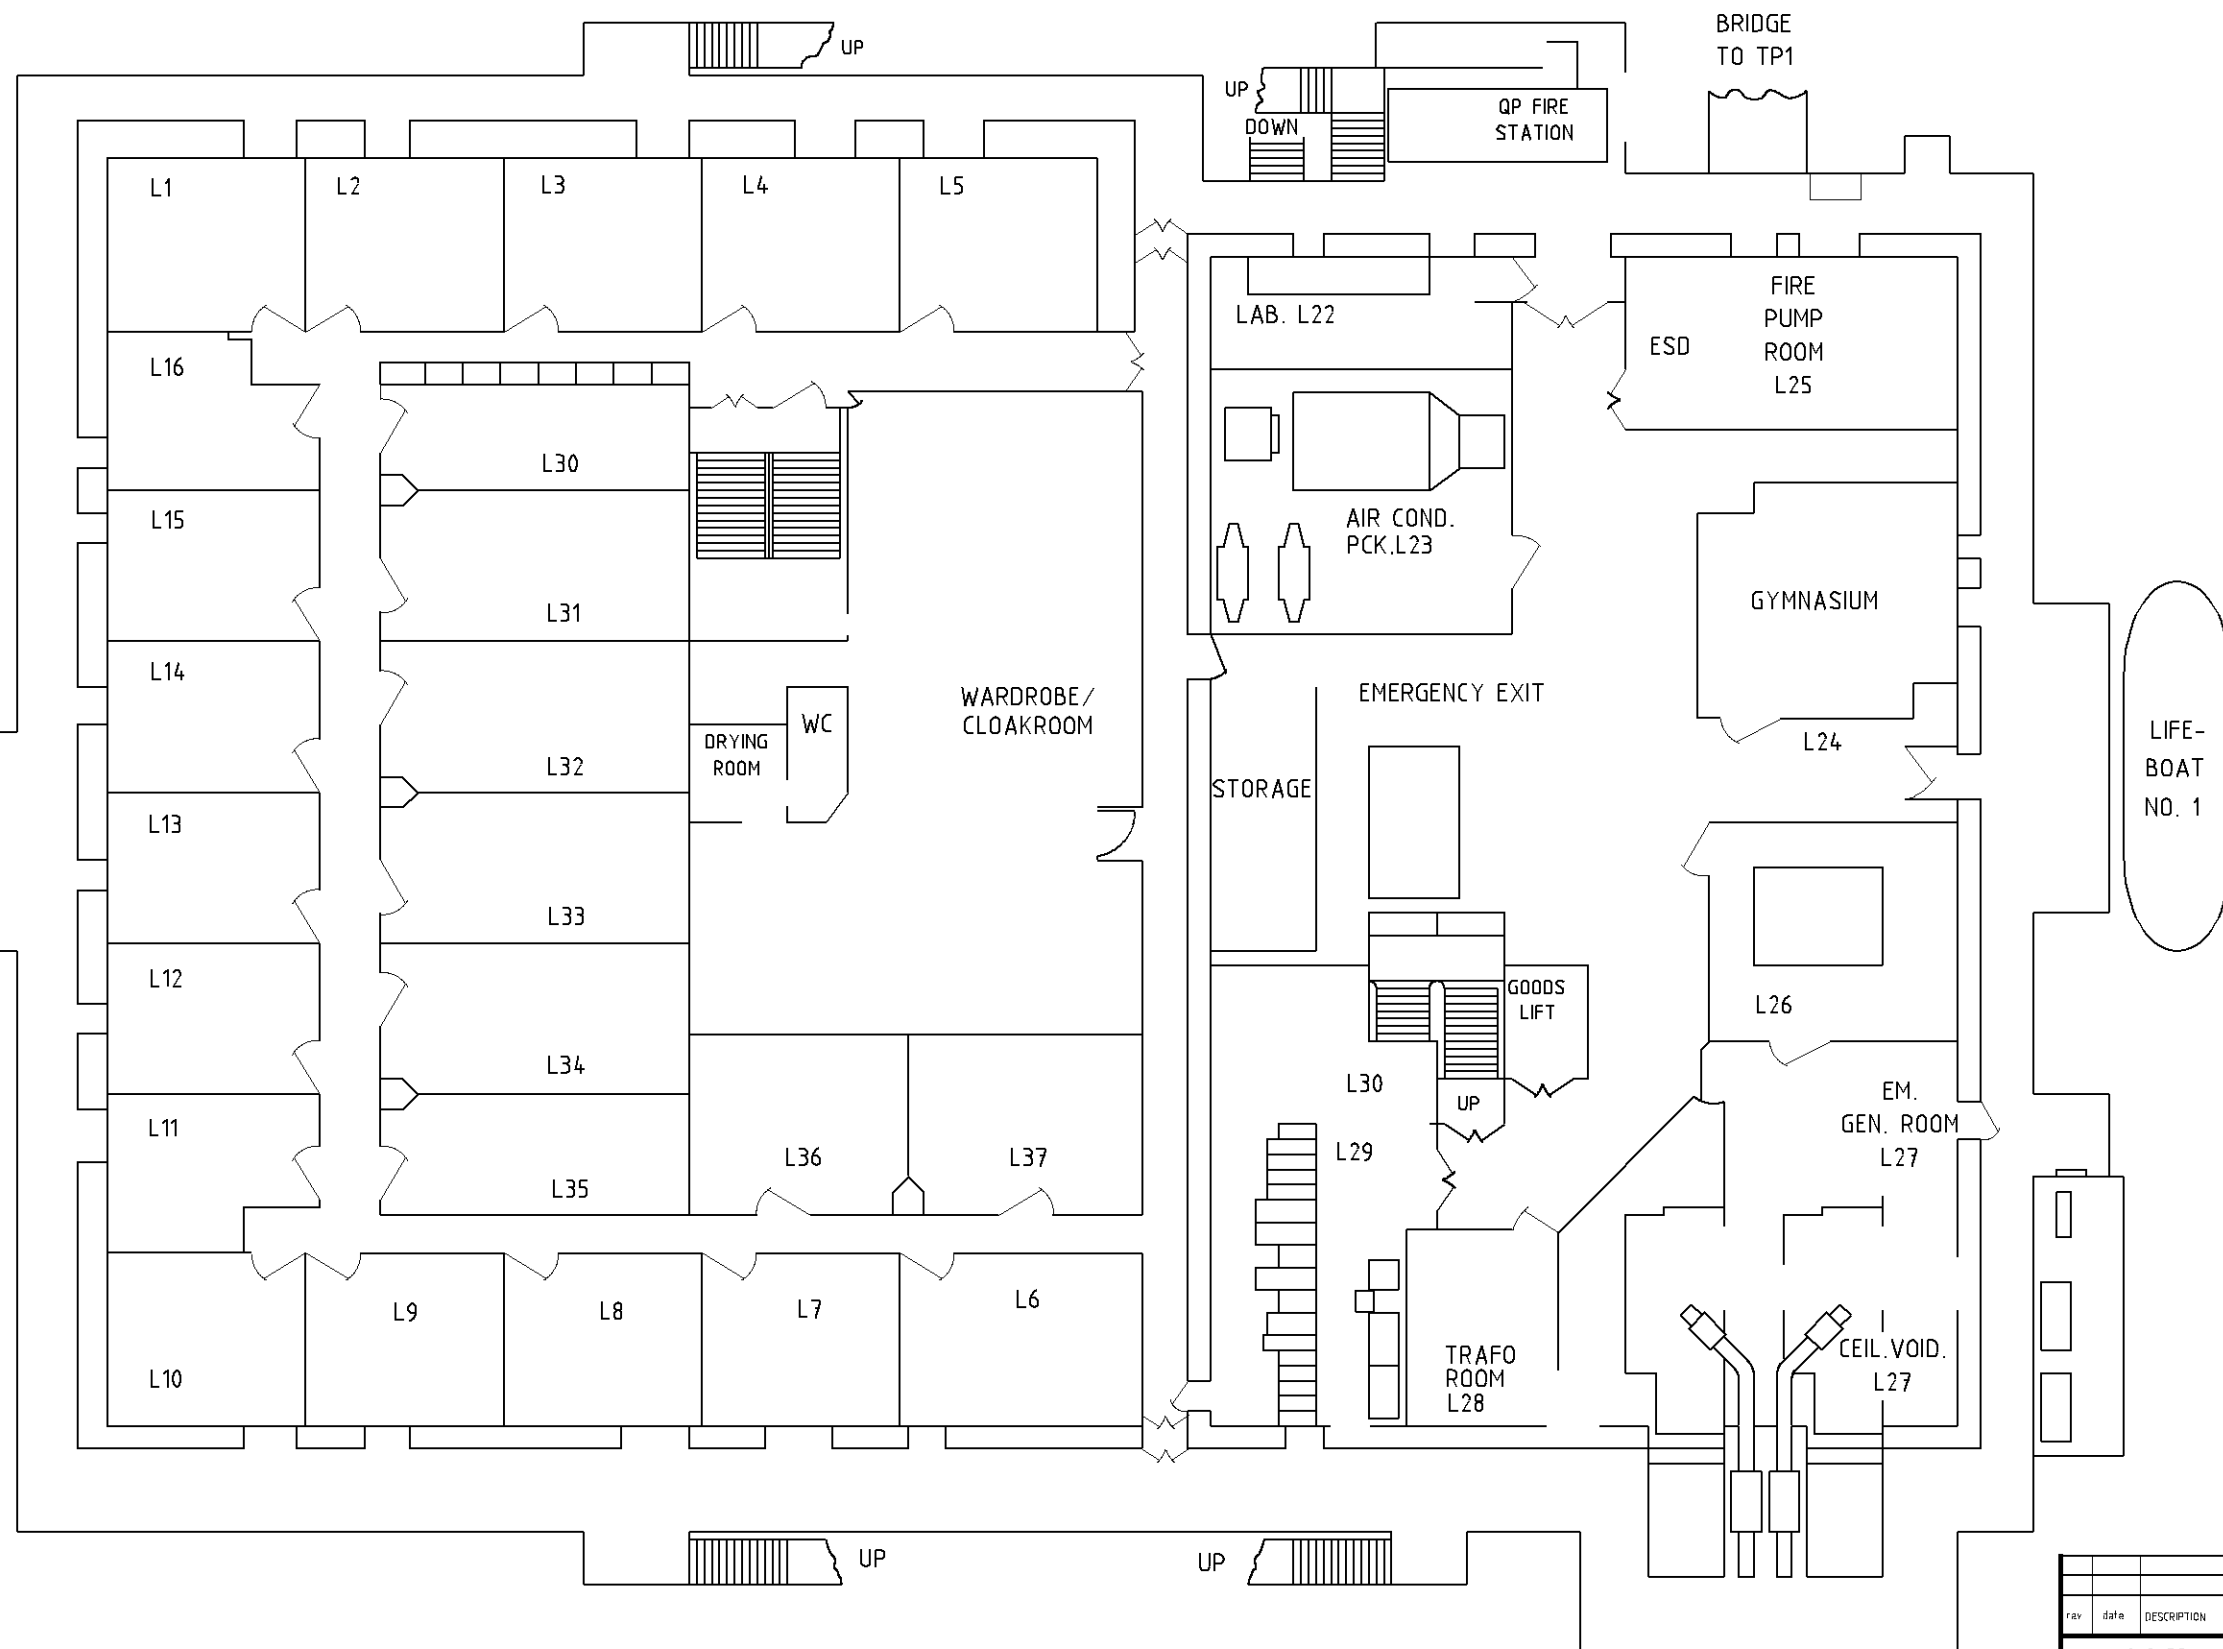 BRIDGE
TO TP1
UP
UP
QP FIRE
STATION
DOWN
L1
L2
L3
L4
L5
FIRE
PUMP
ROOM
L25
LAB. L22
ESD
L16
L30
AIR COND.
PCK.L23
L15
L31
GYMNASIUM
L14
WARDROBE/
CLOAKROOM
EMERGENCY EXIT
WC
DRYING
ROOM
L32
L24
LIFE-
BOAT
NO. 1
STORAGE
L13
L33
L12
GOODS
LIFT
L26
L34
L30
UP
EM.
GEN. ROOM
L27
L11
L29
L36
L37
L35
L9
L8
L7
L6
L10
TRAFO
ROOM
L28
CEIL.VOID.
L27
UP
UP
rev date DESCRIPTION